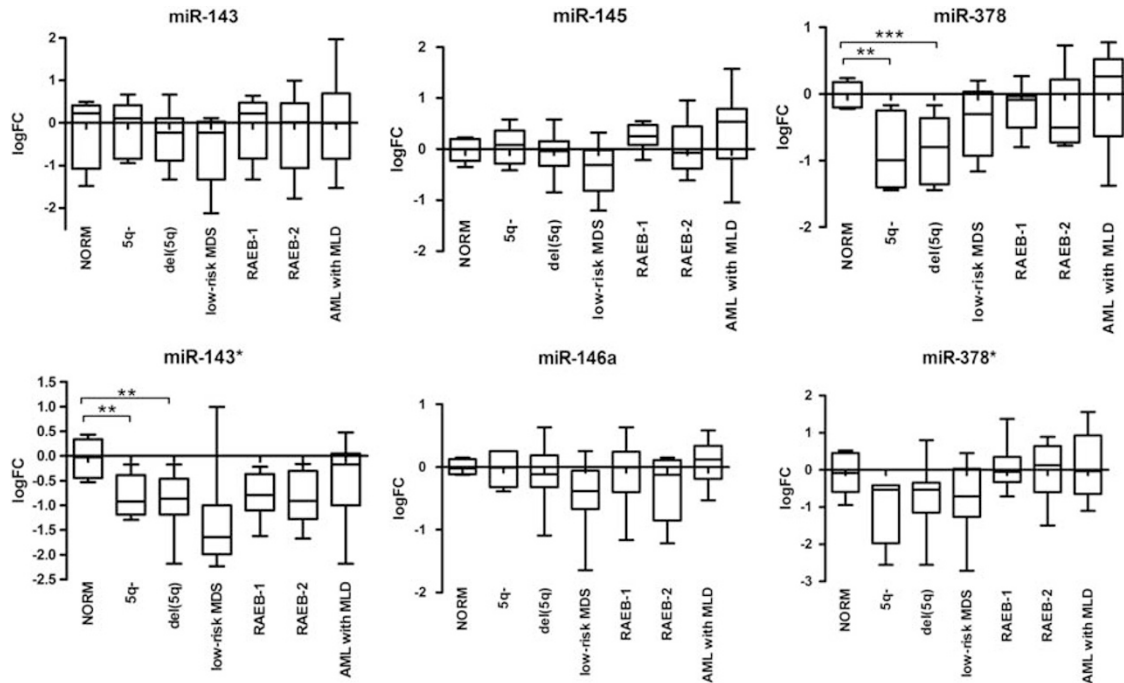 miR-143
logFC
2
1
0
-1
-2
NORM
5q-
del(5q)
low-risk MDS
RAEB-1
RAEB-2
AML with MLD
miR-145
logFC
2
1
0
-1
-2
NORM
5q-
del(5q)
low-risk MDS
RAEB-1
RAEB-2
AML with MLD
miR-378
logFC
1
0
-1
-2
***
**
NORM
5q-
del(5q)
low-risk MDS
RAEB-1
RAEB-2
AML with MLD
miR-143*
logFC
1.5
1.0
0.5
0.0
-0.5
-1.0
-1.5
-2.0
-2.5
**
**
NORM
5q-
del(5q)
low-risk MDS
RAEB-1
RAEB-2
AML with MLD
miR-146a
logFC
1
0
-1
-2
NORM
5q-
del(5q)
low-risk MDS
RAEB-1
RAEB-2
AML with MLD
miR-378*
logFC
2
1
0
-1
-2
-3
NORM
5q-
del(5q)
low-risk MDS
RAEB-1
RAEB-2
AML with MLD